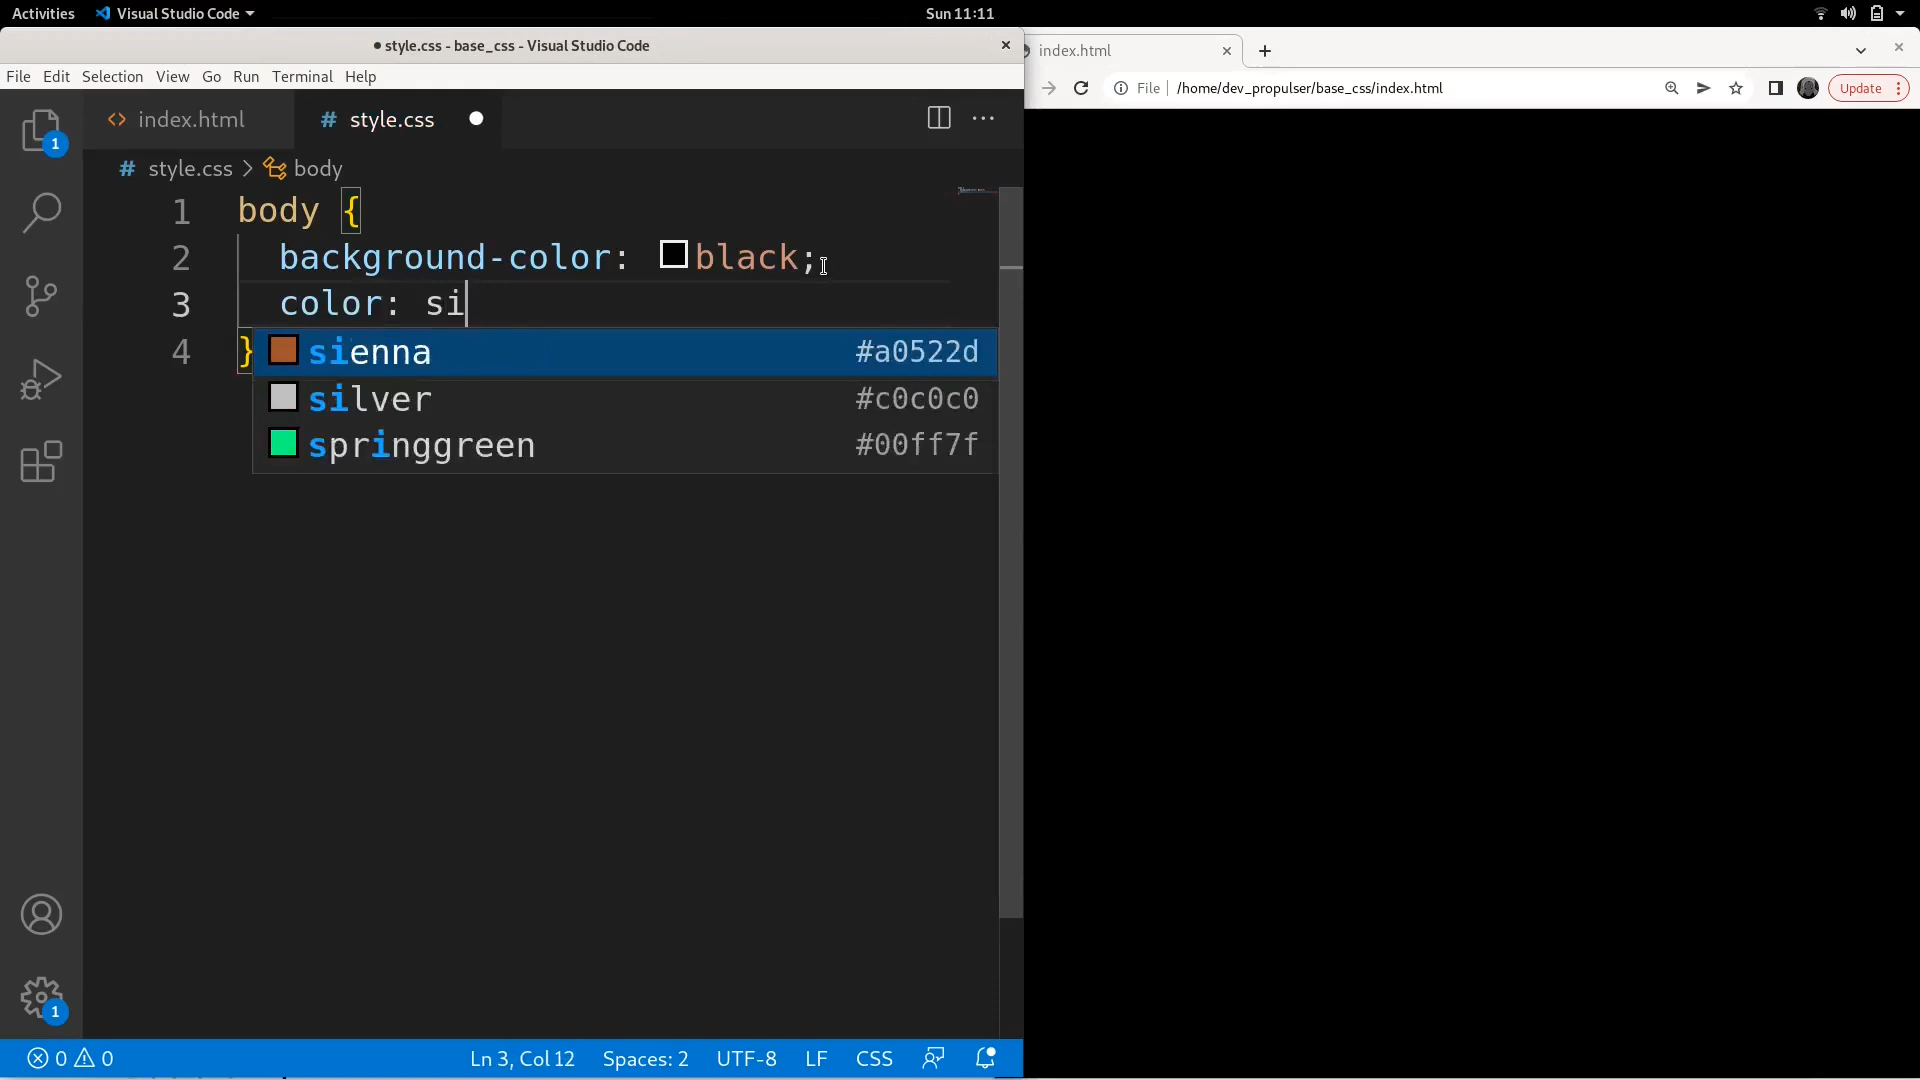 Activities Visual Studio Code Sun 11:11
style.css - base_css - Visual Studio Code
index.html
File Edit Selection View Go Run Terminal Help
File /home/dev_propulser/base_css/index.html Update
index.html # style.css
# style.css > body
1 body {
2 background-color: black;
3 color: si
4 }
sienna #a0522d
silver #c0c0c0
springgreen #00ff7f
1
1
0 0 Ln 3, Col 12 Spaces: 2 UTF-8 LF CSS